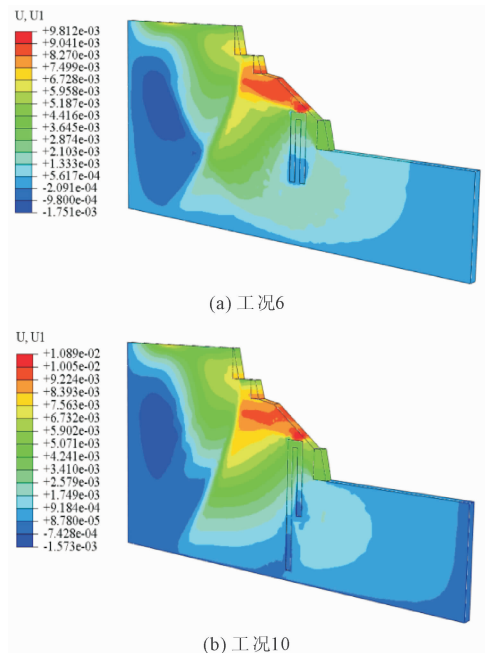 U, U1
+9.812e-03
+9.041e-03
+8.270e-03
+7.499e-03
+6.728e-03
+5.958e-03
+5.187e-03
+4.416e-03
+3.645e-03
+2.874e-03
+2.103e-03
+1.333e-03
+5.617e-04
-2.091e-04
-9.800e-04
-1.751e-03
(a) 工况6
U, U1
+1.089e-02
+1.005e-02
+9.224e-03
+8.393e-03
+7.563e-03
+6.732e-03
+5.902e-03
+5.071e-03
+4.241e-03
+3.410e-03
+2.579e-03
+1.749e-03
+9.184e-04
+8.780e-05
-7.428e-04
-1.573e-03
(b) 工况10